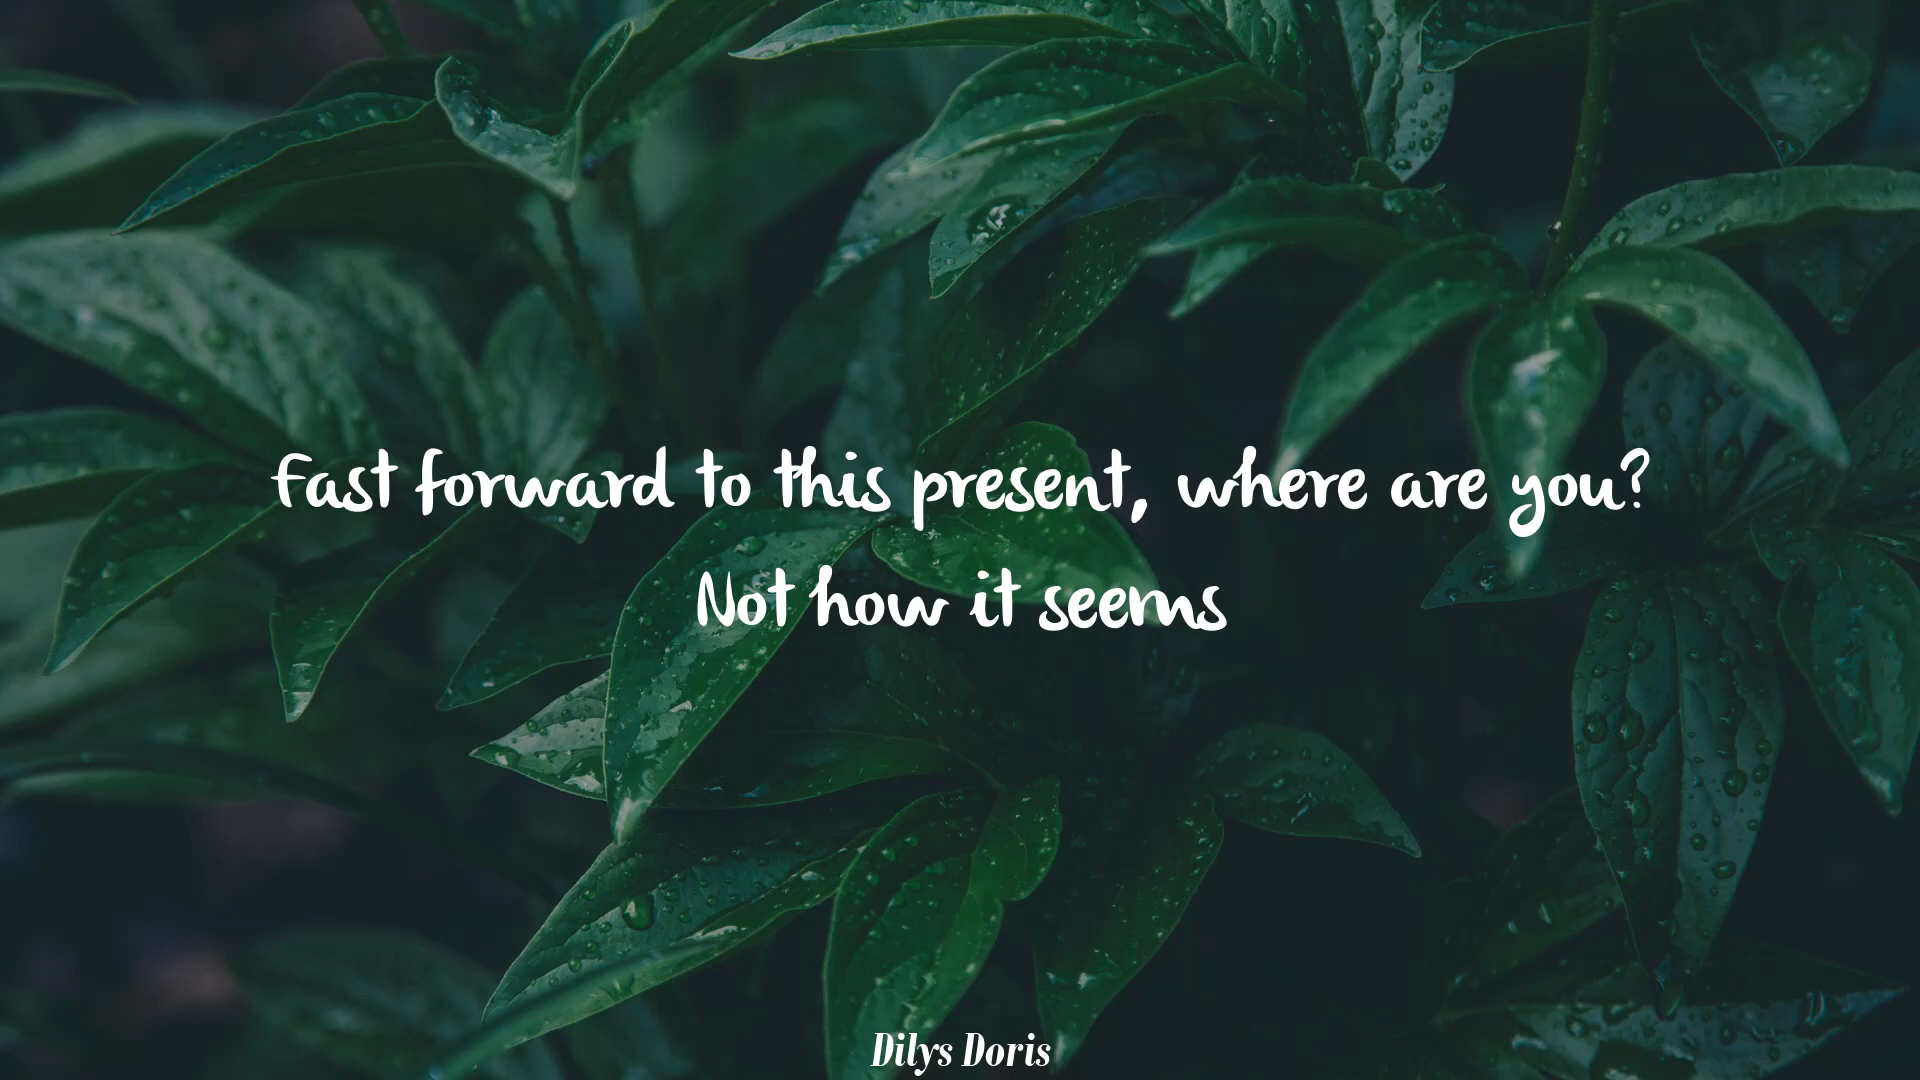 Fast forward to this present, where are you?
Not how it seems
Dilys Doris